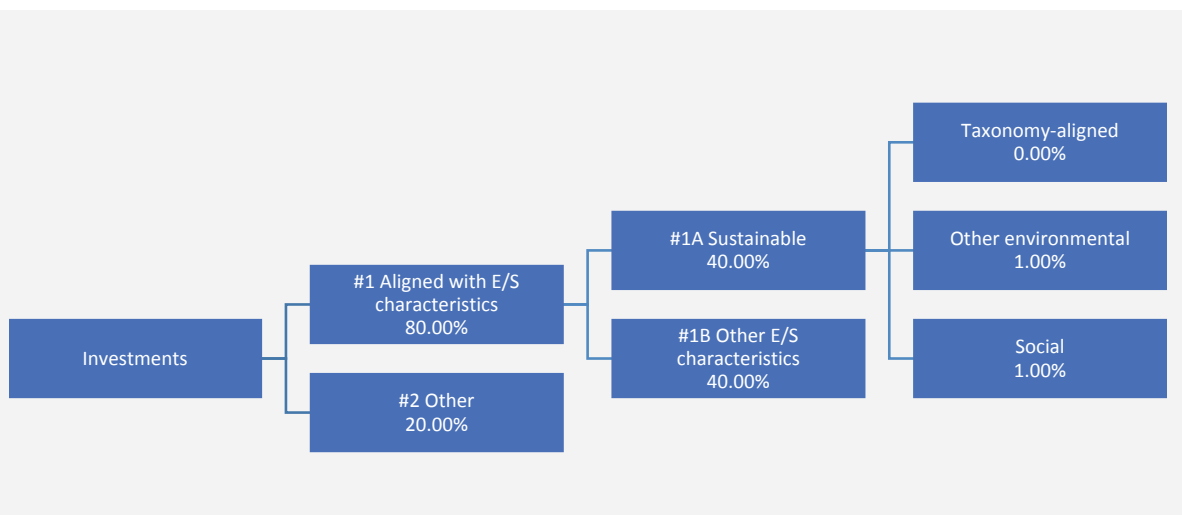 Investments
#1 Aligned with E/S
characteristics
80.00%
#2 Other
20.00%
#1A Sustainable
40.00%
#1B Other E/S
characteristics
40.00%
Taxonomy-aligned
0.00%
Other environmental
1.00%
Social
1.00%